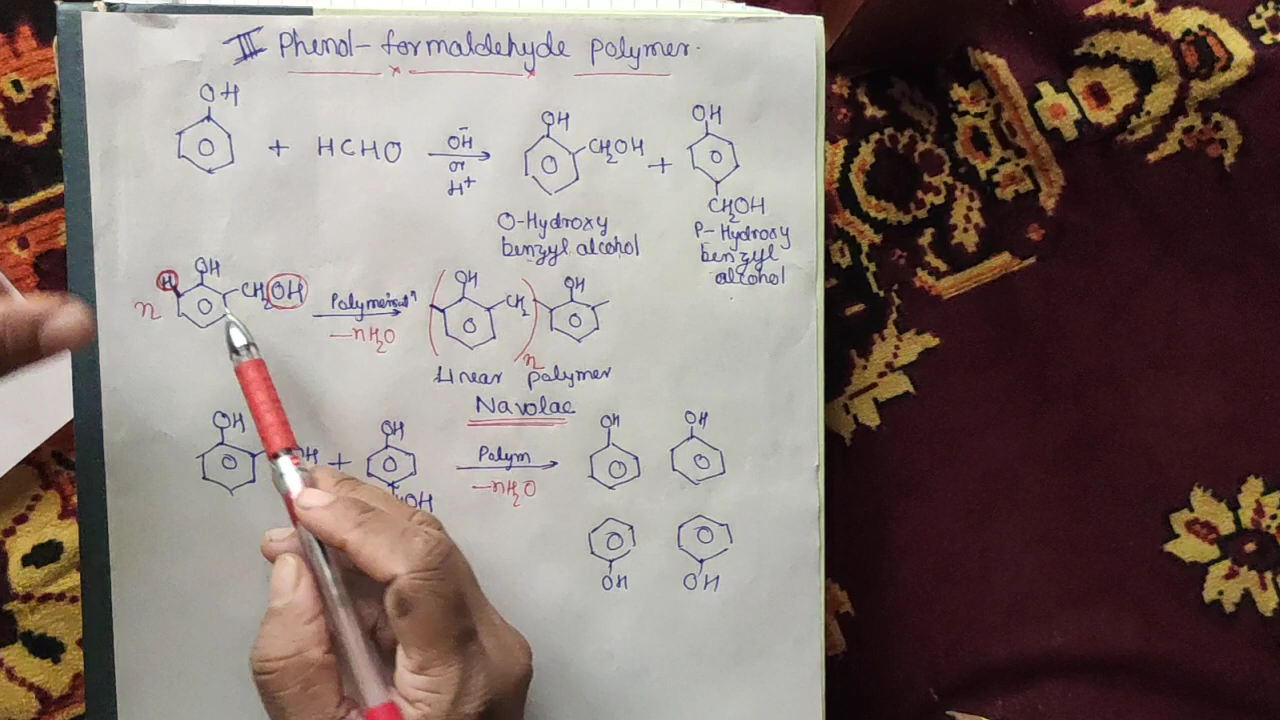 III Phenol-formaldehyde polymer.
OH
+ HCHO
OH⁻
or
H⁺
OH
CH₂OH
+
OH
CH₂OH
O-Hydroxy
benzyl alcohol
P-Hydroxy
benzyl
alcohol
n H OH CH₂OH
-nH₂O
OH CH₂ n OH
Linear polymer
Navolac
OH
+
OH
OH
Polym
-nH₂O
OH OH
OH OH